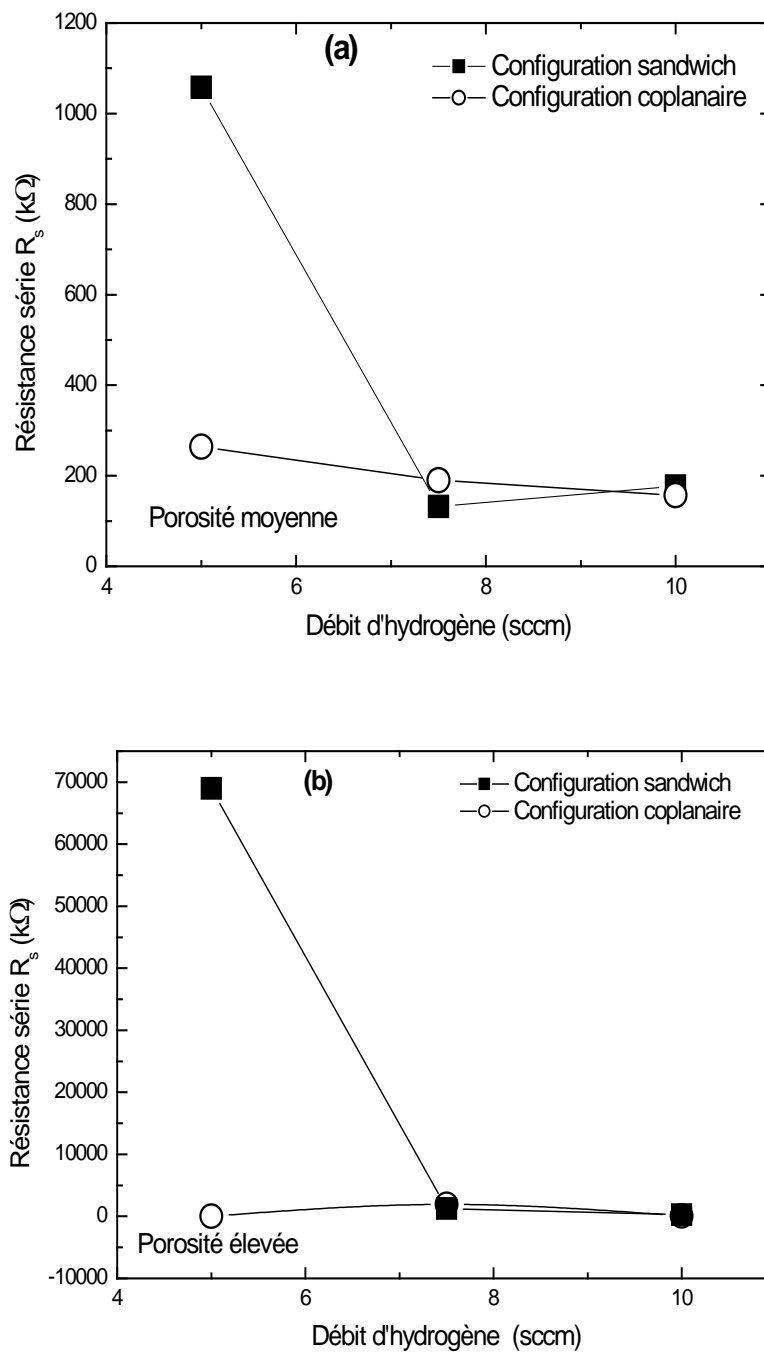 (a)
Configuration sandwich
Configuration coplanaire
1200
1000
800
600
400
200
0
Résistance série Rs (kΩ)
Porosité moyenne
4
6
8
10
Débit d'hydrogène (sccm)
(b)
Configuration sandwich
Configuration coplanaire
70000
60000
50000
40000
30000
20000
10000
0
-10000
Résistance série Rs (kΩ)
Porosité élevée
4
6
8
10
Débit d'hydrogène (sccm)